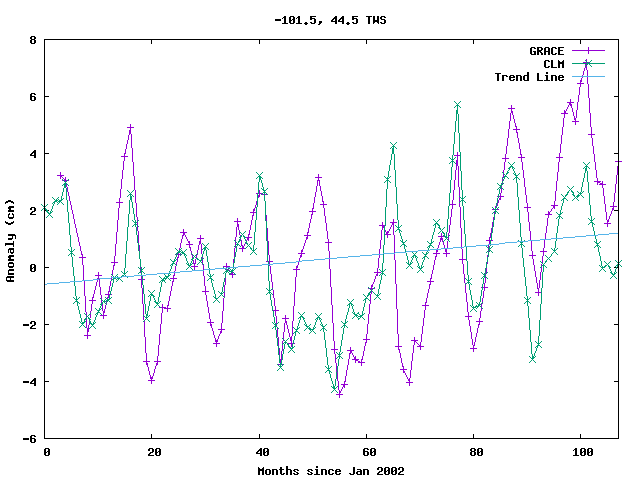 -101.5, 44.5 TWS
GRACE
CLM
Trend Line
8
6
4
2
0
-2
-4
-6
Anomaly (cm)
0 20 40 60 80 100
Months since Jan 2002